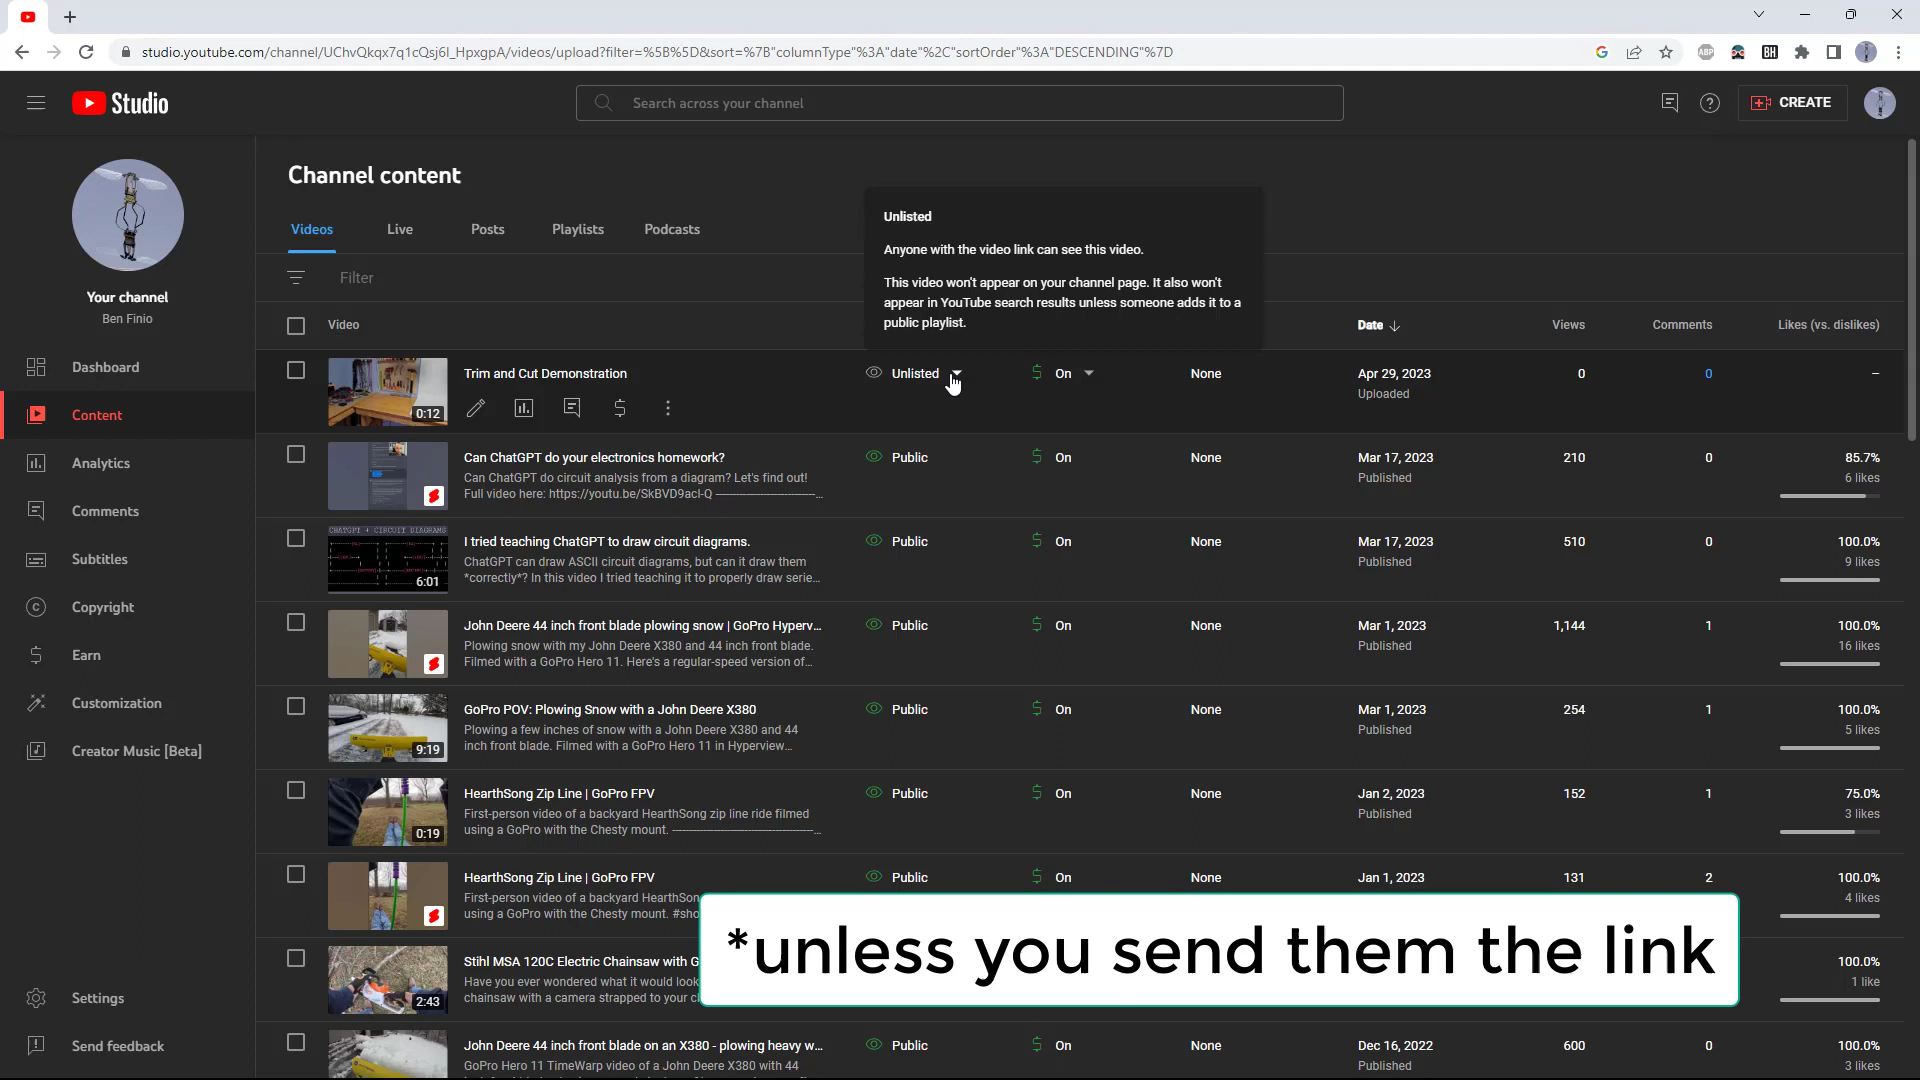 studio.youtube.com/channel/UChvQkqx7q1cQsj6l_HpxgpA/videos/upload?filter=%5B%5D&sort=%7B"columnType"%3A"date"%2C"sortOrder"%3A"DESCENDING"%7D
ABP
BH
Studio
Search across your channel
CREATE
Your channel
Ben Finio
Dashboard
Content
Analytics
Comments
Subtitles
Copyright
Earn
Customization
Creator Music [Beta]
Settings
Send feedback
Channel content
Videos Live Posts Playlists Podcasts
Filter
Unlisted
Anyone with the video link can see this video.
This video won't appear on your channel page. It also won't
appear in YouTube search results unless someone adds it to a
public playlist.
Video Date Views Comments Likes (vs. dislikes)
0:12
Trim and Cut Demonstration Unlisted On None Apr 29, 2023 0 0 –
Uploaded
Can ChatGPT do your electronics homework? Public On None Mar 17, 2023 210 0 85.7%
Can ChatGPT do circuit analysis from a diagram? Let's find out! Published 6 likes
Full video here: https://youtu.be/SkBVD9acI-Q ----------------------------...
CHATGPT + CIRCUIT DIAGRAMS
6:01
I tried teaching ChatGPT to draw circuit diagrams. Public On None Mar 17, 2023 510 0 100.0%
ChatGPT can draw ASCII circuit diagrams, but can it draw them Published 9 likes
*correctly*? In this video I tried teaching it to properly draw serie...
John Deere 44 inch front blade plowing snow | GoPro Hyperv... Public On None Mar 1, 2023 1,144 1 100.0%
Plowing snow with my John Deere X380 and 44 inch front blade. Published 16 likes
Filmed with a GoPro Hero 11. Here's a regular-speed version of...
9:19
GoPro POV: Plowing Snow with a John Deere X380 Public On None Mar 1, 2023 254 1 100.0%
Plowing a few inches of snow with a John Deere X380 and 44 Published 5 likes
inch front blade. Filmed with a GoPro Hero 11 in Hyperview...
0:19
HearthSong Zip Line | GoPro FPV Public On None Jan 2, 2023 152 1 75.0%
First-person video of a backyard HearthSong zip line ride filmed Published 3 likes
using a GoPro with the Chesty mount. ----------------------------...
HearthSong Zip Line | GoPro FPV Public On None Jan 1, 2023 131 2 100.0%
First-person video of a backyard HearthSon 4 likes
using a GoPro with the Chesty mount. #sho
*unless you send them the link
2:43
Stihl MSA 120C Electric Chainsaw with G 100.0%
Have you ever wondered what it would look 1 like
chainsaw with a camera strapped to your c
John Deere 44 inch front blade on an X380 - plowing heavy w... Public On None Dec 16, 2022 600 0 100.0%
GoPro Hero 11 TimeWarp video of a John Deere X380 with 44 Published 3 likes